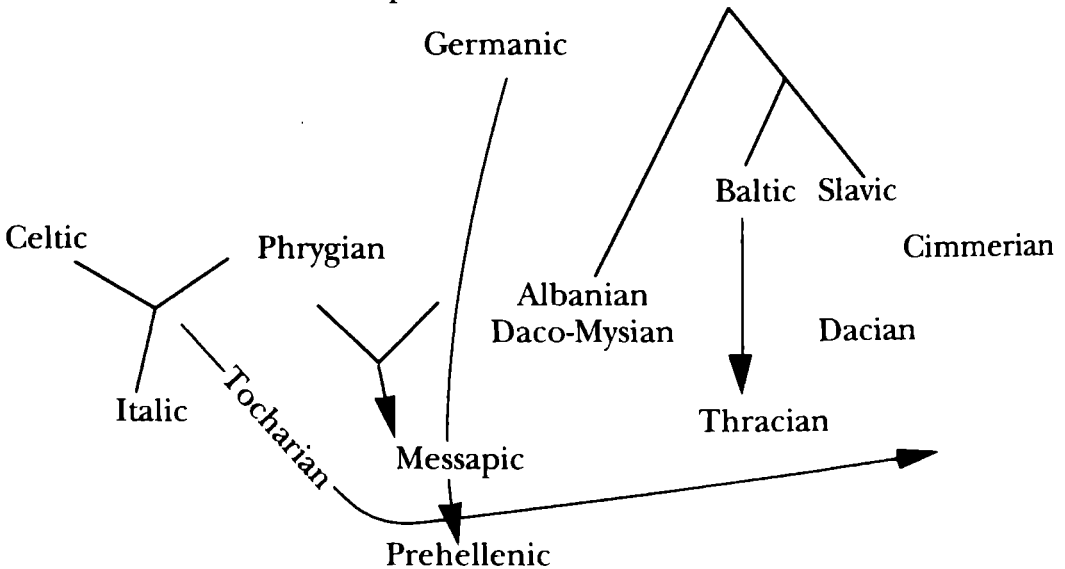 Germanic
Baltic Slavic
Celtic
Phrygian
Cimmerian
Albanian
Daco-Mysian
Dacian
Italic
Tocharian
Thracian
Messapic
Prehellenic